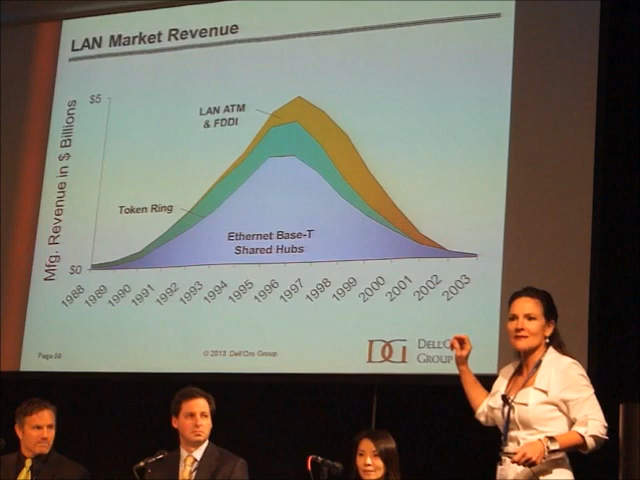 LAN Market Revenue
Mfg. Revenue in $ Billions
$5
LAN ATM
& FDDI
Token Ring
Ethernet Base-T
Shared Hubs
$0
1988 1989 1990 1991 1992 1993 1994 1995 1996 1997 1998 1999 2000 2001 2002 2003
Page 50
© 2013 Dell'Oro Group
DG
Group